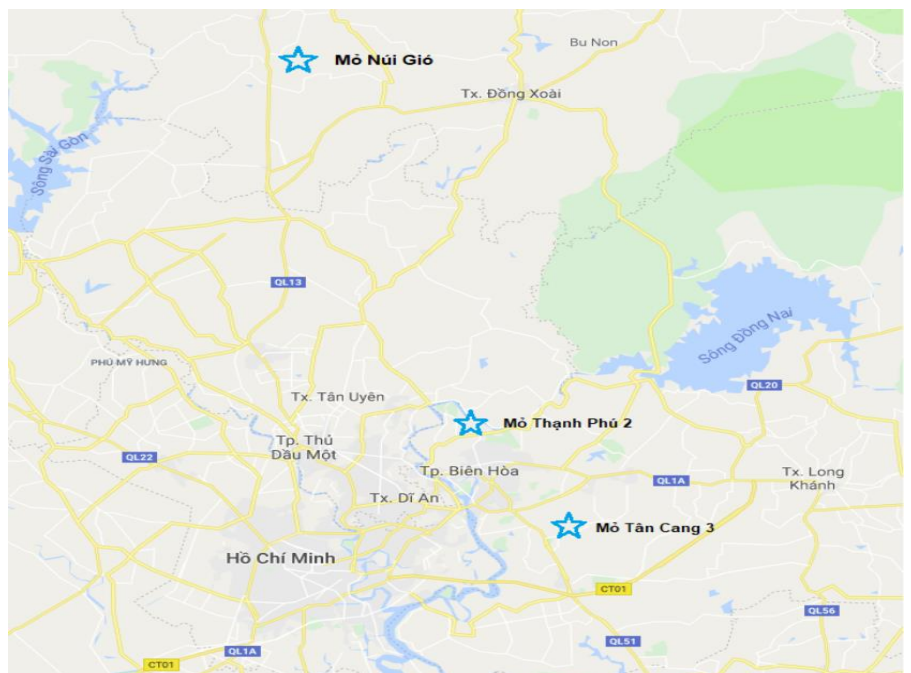 Bu Non
Mỏ Núi Gió
Tx. Đồng Xoài
Sông Sài Gòn
QL13
Sông Đồng Nai
PHÚ MỸ HƯNG
QL20
Tx. Tân Uyên
Mỏ Thạnh Phú 2
Tp. Thủ
Dầu Một
QL22
Tp. Biên Hòa
Tx. Long
Khánh
QL1A
Tx. Dĩ An
Mỏ Tân Cang 3
Hồ Chí Minh
CT01
QL56
QL51
QL1A
CT01